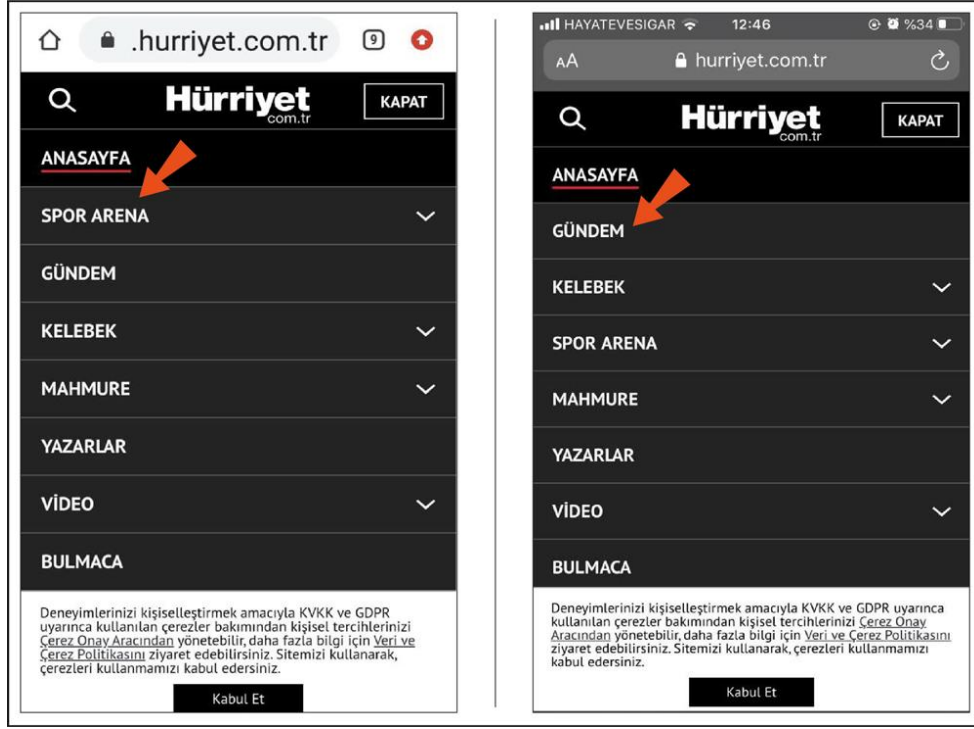 .hurriyet.com.tr
9
Hürriyet
com.tr
KAPAT
ANASAYFA
SPOR ARENA
GÜNDEM
KELEBEK
MAHMURE
YAZARLAR
VİDEO
BULMACA
Deneyimlerinizi kişiselleştirmek amacıyla KVKK ve GDPR
uyarınca kullanılan çerezler bakımından kişisel tercihlerinizi
Çerez Onay Aracından yönetebilir, daha fazla bilgi için Veri ve
Çerez Politikasını ziyaret edebilirsiniz. Sitemizi kullanarak,
çerezleri kullanmamızı kabul edersiniz.
Kabul Et
HAYATEVESIGAR 12:46 %34
AA hurriyet.com.tr
Hürriyet
com.tr
KAPAT
ANASAYFA
GÜNDEM
KELEBEK
SPOR ARENA
MAHMURE
YAZARLAR
VİDEO
BULMACA
Deneyimlerinizi kişiselleştirmek amacıyla KVKK ve GDPR uyarınca
kullanılan çerezler bakımından kişisel tercihlerinizi Çerez Onay
Aracından yönetebilir, daha fazla bilgi için Veri ve Çerez Politikasını
ziyaret edebilirsiniz. Sitemizi kullanarak, çerezleri kullanmamızı
kabul edersiniz.
Kabul Et